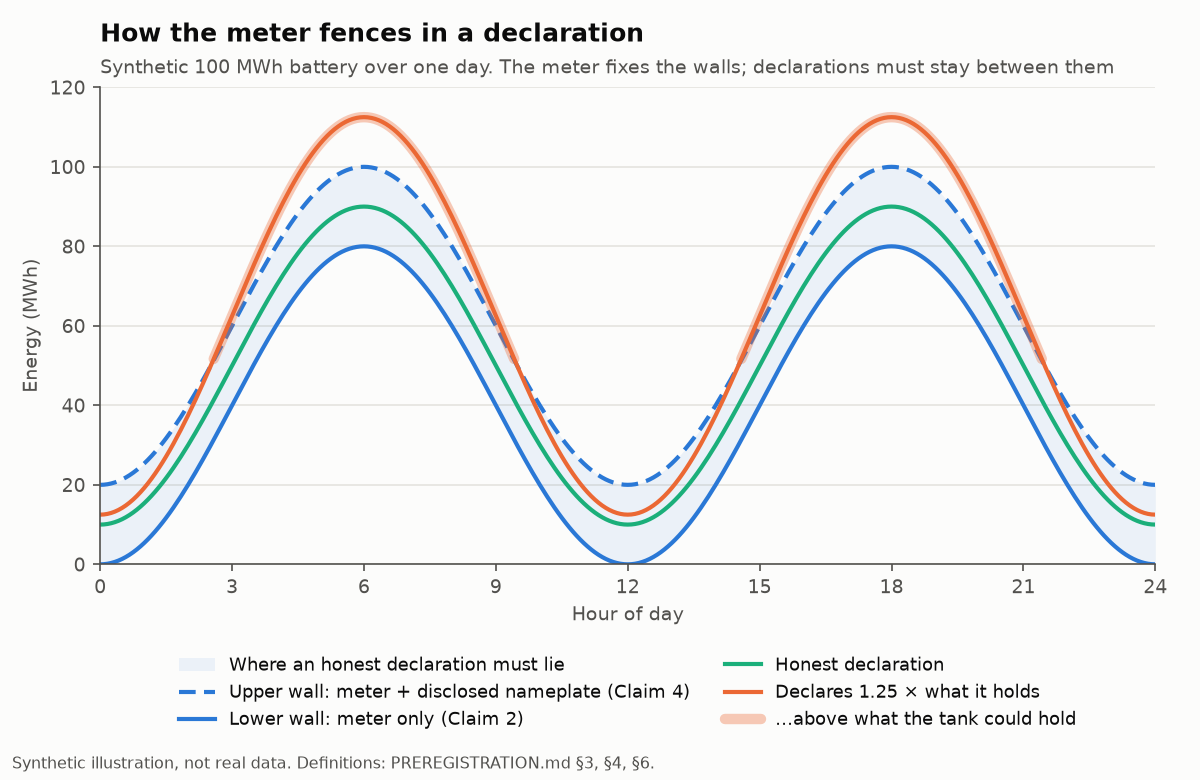 How the meter fences in a declaration
Synthetic 100 MWh battery over one day. The meter fixes the walls; declarations must stay between them
120
100
80
60
40
20
0
Energy (MWh)
0 3 6 9 12 15 18 21 24
Hour of day
Where an honest declaration must lie
Upper wall: meter + disclosed nameplate (Claim 4)
Lower wall: meter only (Claim 2)
Honest declaration
Declares 1.25 × what it holds
...above what the tank could hold
Synthetic illustration, not real data. Definitions: PREREGISTRATION.md §3, §4, §6.